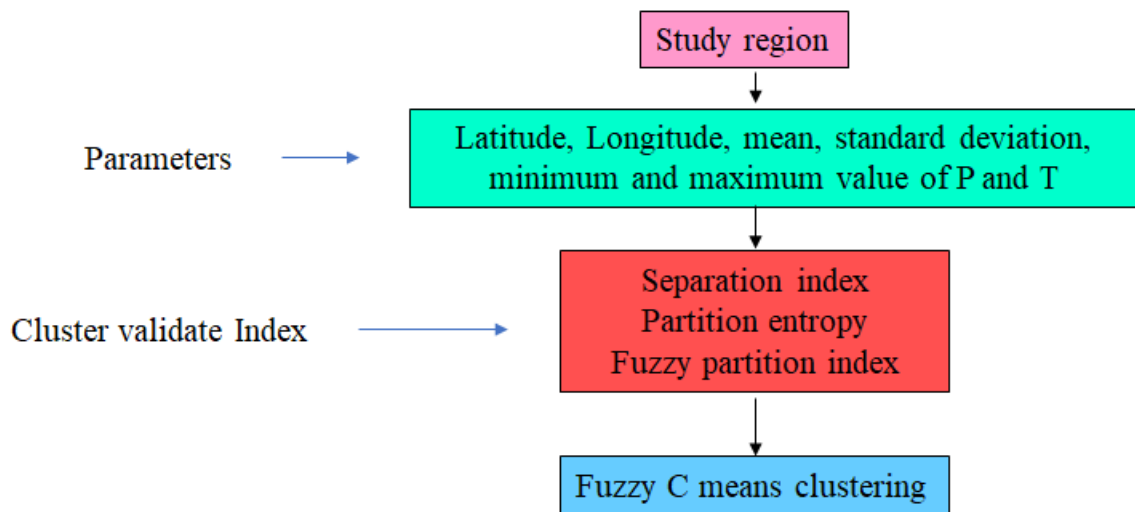 Study region
Parameters
Latitude, Longitude, mean, standard deviation,
minimum and maximum value of P and T
Cluster validate Index
Separation index
Partition entropy
Fuzzy partition index
Fuzzy C means clustering